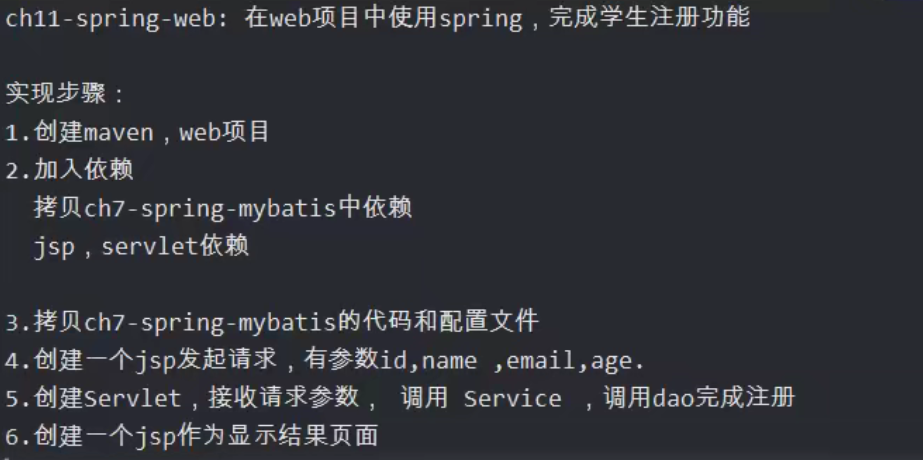 ch11-spring-web: 在web项目中使用spring，完成学生注册功能
实现步骤：
1.创建maven，web项目
2.加入依赖
拷贝ch7-spring-mybatis中依赖
jsp，servlet依赖
3.拷贝ch7-spring-mybatis的代码和配置文件
4.创建一个jsp发起请求，有参数id,name ,email,age.
5.创建Servlet，接收请求参数， 调用 Service ，调用dao完成注册
6.创建一个jsp作为显示结果页面